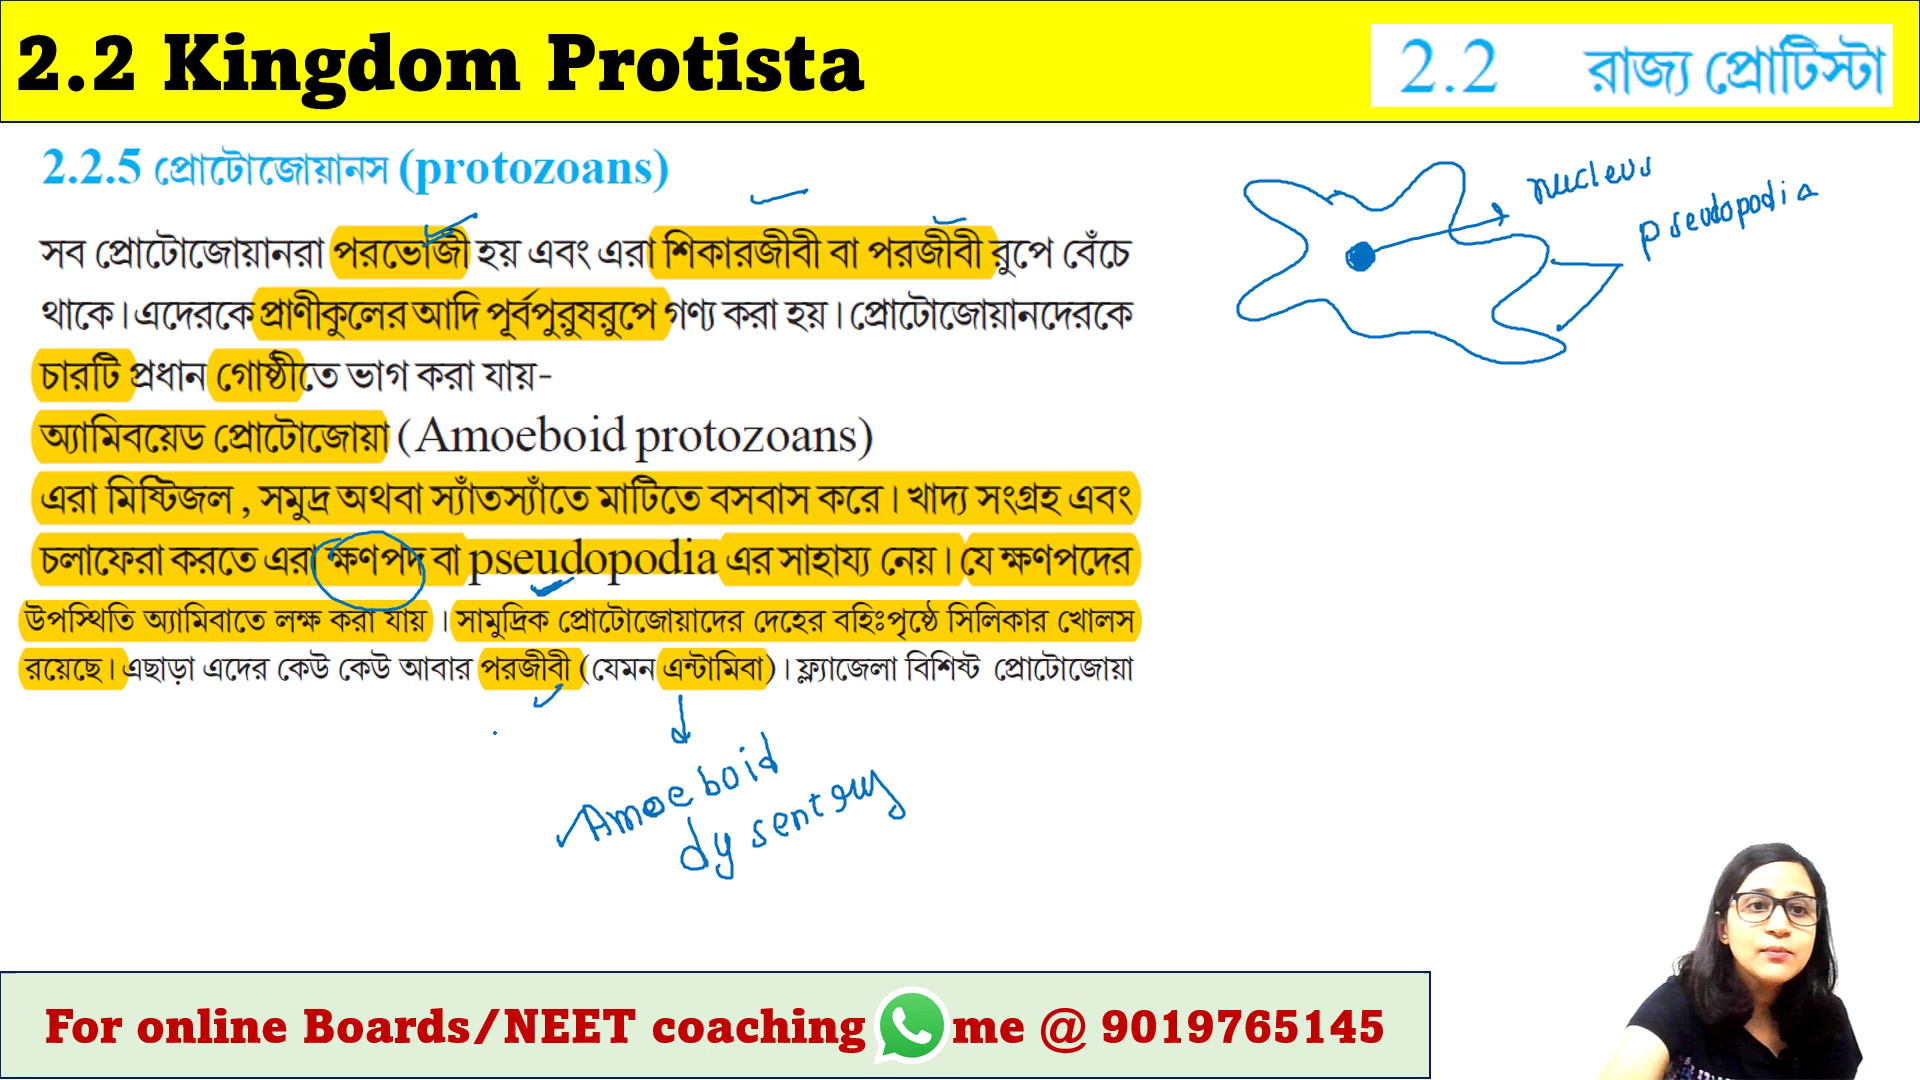 2.2 Kingdom Protista
2.2 রাজ্য প্রোটিস্টা
2.2.5 প্রোটোজোয়ানস (protozoans)
সব প্রোটোজোয়ানরা পরভোজী হয় এবং এরা শিকারজীবী বা পরজীবী রুপে বেঁচে
থাকে। এদেরকে প্রাণীকুলের আদি পূর্বপুরুষরুপে গণ্য করা হয়। প্রোটোজোয়ানদেরকে
চারটি প্রধান গোষ্ঠীতে ভাগ করা যায়-
অ্যামিবয়েড প্রোটোজোয়া (Amoeboid protozoans)
এরা মিষ্টিজল, সমুদ্র অথবা স্যাঁতস্যাঁতে মাটিতে বসবাস করে। খাদ্য সংগ্রহ এবং
চলাফেরা করতে এরা ক্ষণপদ বা pseudopodia এর সাহায্য নেয়। যে ক্ষণপদের
উপস্থিতি অ্যামিবাতে লক্ষ করা যায় । সামুদ্রিক প্রোটোজোয়াদের দেহের বহিঃপৃষ্ঠে সিলিকার খোলস
রয়েছে। এছাড়া এদের কেউ কেউ আবার পরজীবী (যেমন এন্টামিবা)। ফ্ল্যাজেলা বিশিষ্ট প্রোটোজোয়া
nucleus
pseudopodia
Amoeboid
dysentery
For online Boards/NEET coaching me @ 9019765145